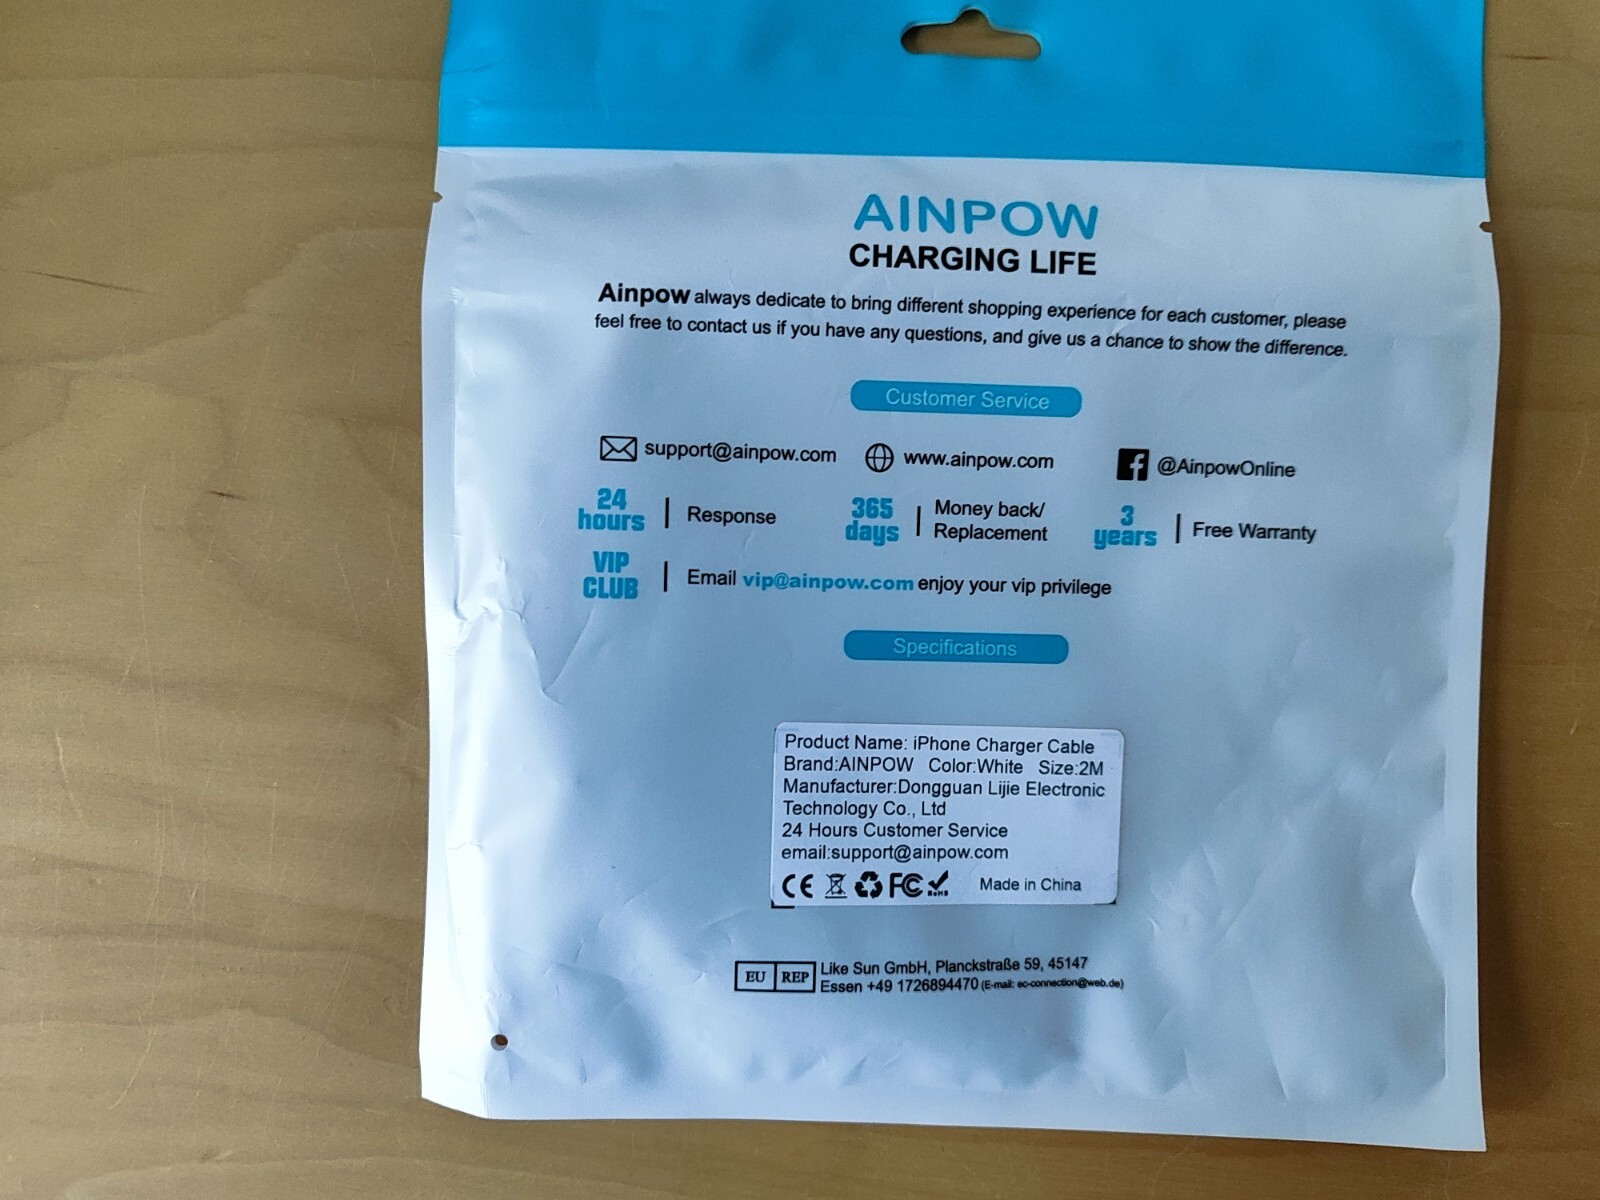 AINPOW
CHARGING LIFE
Ainpow always dedicate to bring different shopping experience for each customer, please
feel free to contact us if you have any questions, and give us a chance to show the difference.
Customer Service
support@ainpow.com www.ainpow.com @AinpowOnline
24 hours | Response 365 days | Money back/ Replacement 3 years | Free Warranty
VIP CLUB | Email vip@ainpow.com enjoy your vip privilege
Specifications
Product Name: iPhone Charger Cable
Brand:AINPOW Color:White Size:2M
Manufacturer:Dongguan Lijie Electronic
Technology Co., Ltd
24 Hours Customer Service
email:support@ainpow.com
CE FC RoHS Made in China
EU REP Like Sun GmbH, Planckstraße 59, 45147
Essen +49 1726894470 (E-mail: ec-connection@web.de)